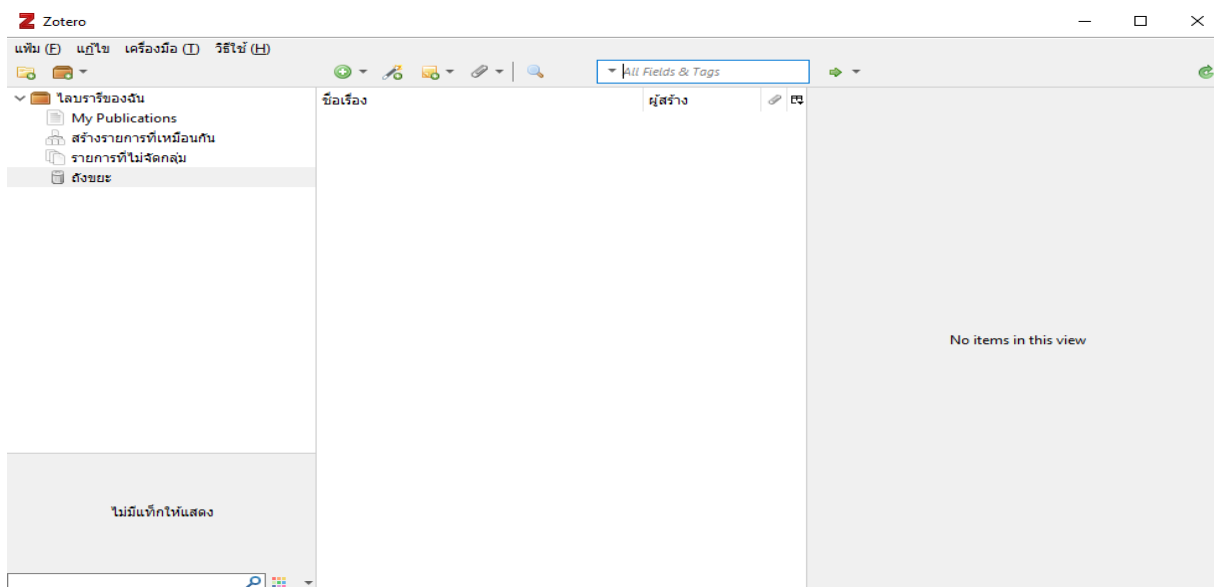 Zotero
แฟ้ม (F) แก้ไข เครื่องมือ (T) วิธีใช้ (H)
All Fields & Tags
ไลบรารีของฉัน
My Publications
สร้างรายการที่เหมือนกัน
รายการที่ไม่จัดกลุ่ม
ถังขยะ
ชื่อเรื่อง ผู้สร้าง
No items in this view
ไม่มีแท็กให้แสดง